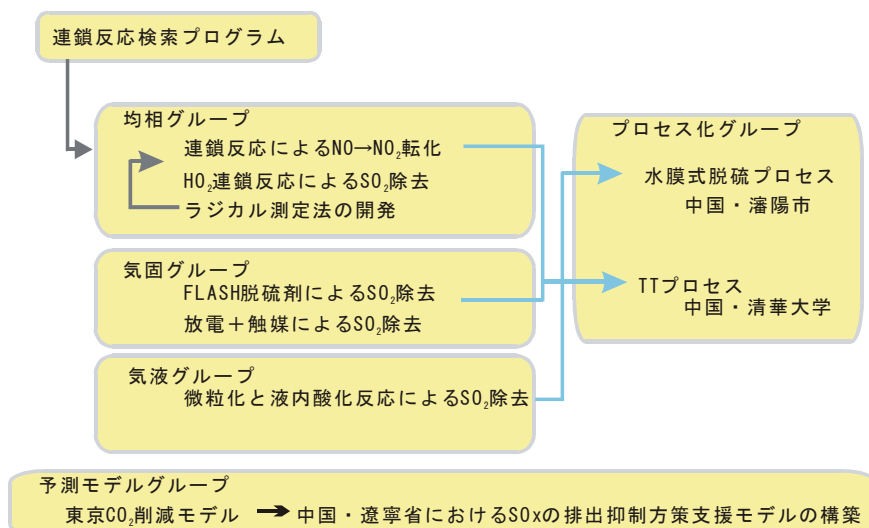 連鎖反応検索プログラム
均相グループ
連鎖反応によるNO→NO₂転化
HO₂連鎖反応によるSO₂除去
ラジカル測定法の開発
気固グループ
FLASH脱硫剤によるSO₂除去
放電＋触媒によるSO₂除去
気液グループ
微粒化と液内酸化反応によるSO₂除去
プロセス化グループ
水膜式脱硫プロセス
中国・瀋陽市
TTプロセス
中国・清華大学
予測モデルグループ
東京CO₂削減モデル → 中国・遼寧省におけるSOxの排出抑制方策支援モデルの構築